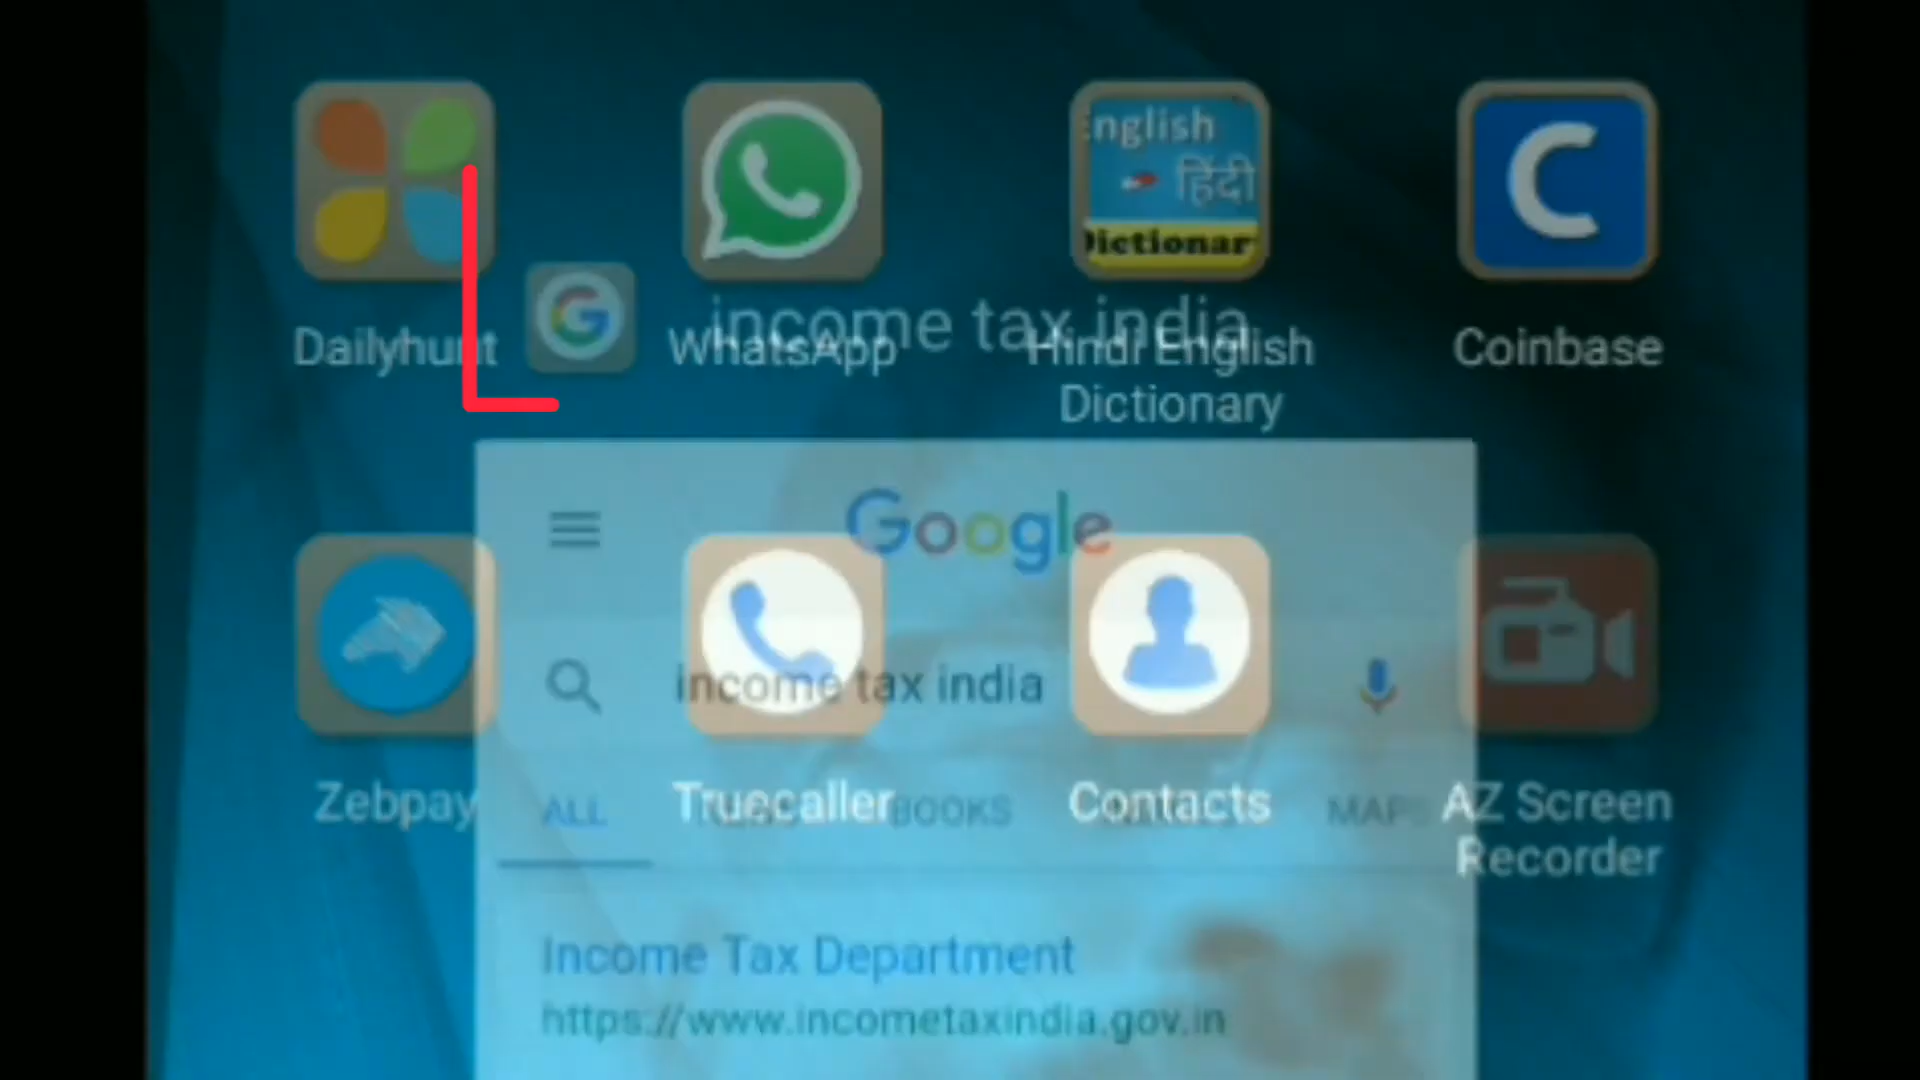 English
हिंदी
Dictionar
Dailyhunt
WhatsApp
Hindi English
Dictionary
Coinbase
income tax india
Google
income tax india
Zebpay
Truecaller
Contacts
AZ Screen
Recorder
ALL
BOOKS
Income Tax Department
https://www.incometaxindia.gov.in